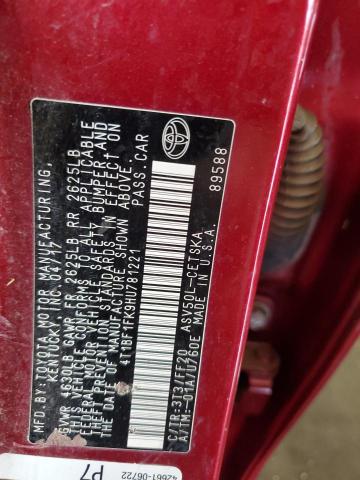 MFD. BY: TOYOTA MOTOR MANUFACTURING,
KENTUCKY, INC.
GVWR 4630LB GAWR FR 2625LB RR 2625LB
THIS VEHICLE CONFORMS TO ALL APPLICABLE
FEDERAL MOTOR VEHICLE SAFETY, BUMPER, AND
THEFT PREVENTION STANDARDS IN EFFECT ON
THE DATE OF MANUFACTURE SHOWN ABOVE.
4T1BF1FK9HU781221 PASS.CAR
89588
C/TR:3T3/FF20 ASV50L-CETSKA
A/TM:-01A/U760E MADE IN U.S.A.
42661-06722
P7